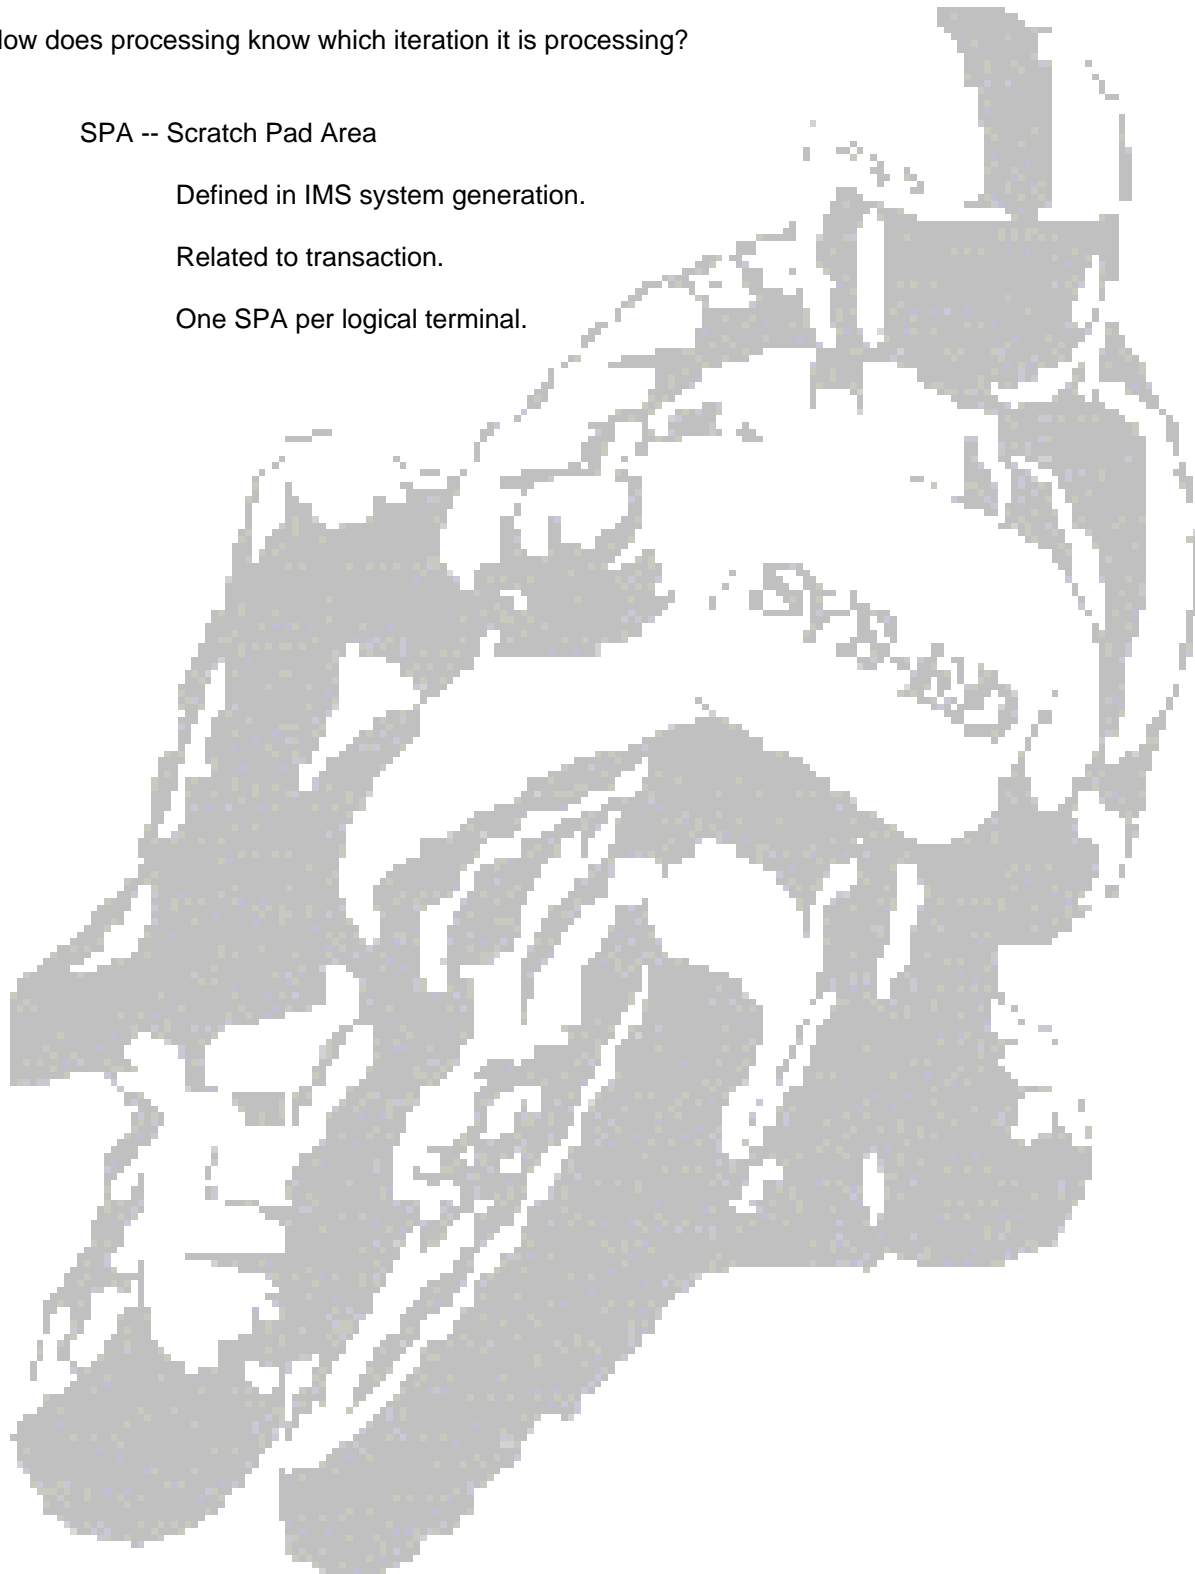 How does processing know which iteration it is processing?
SPA -- Scratch Pad Area
Defined in IMS system generation.
Related to transaction.
One SPA per logical terminal.
SYS-ED